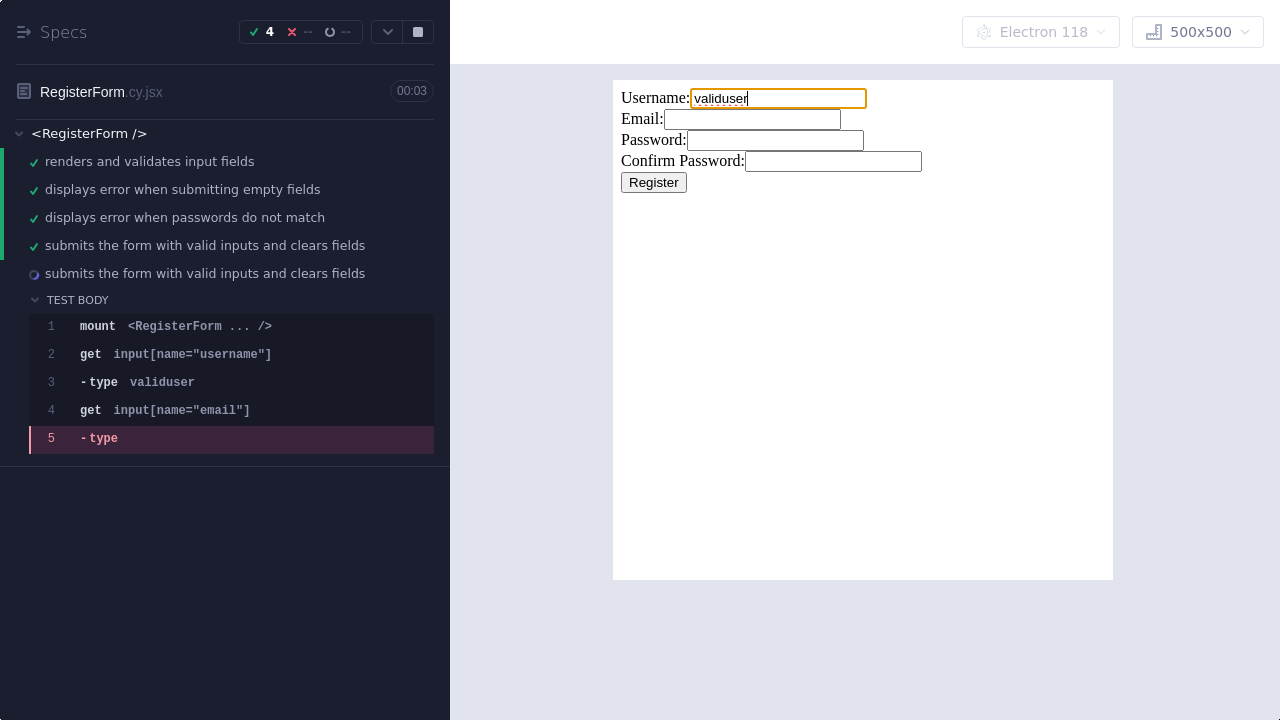 Specs
4 -- --
RegisterForm.cy.jsx 00:03
<RegisterForm />
renders and validates input fields
displays error when submitting empty fields
displays error when passwords do not match
submits the form with valid inputs and clears fields
submits the form with valid inputs and clears fields
TEST BODY
1 mount <RegisterForm ... />
2 get input[name="username"]
3 -type validuser
4 get input[name="email"]
5 -type
Electron 118
500x500
Username: validuser
Email:
Password:
Confirm Password:
Register